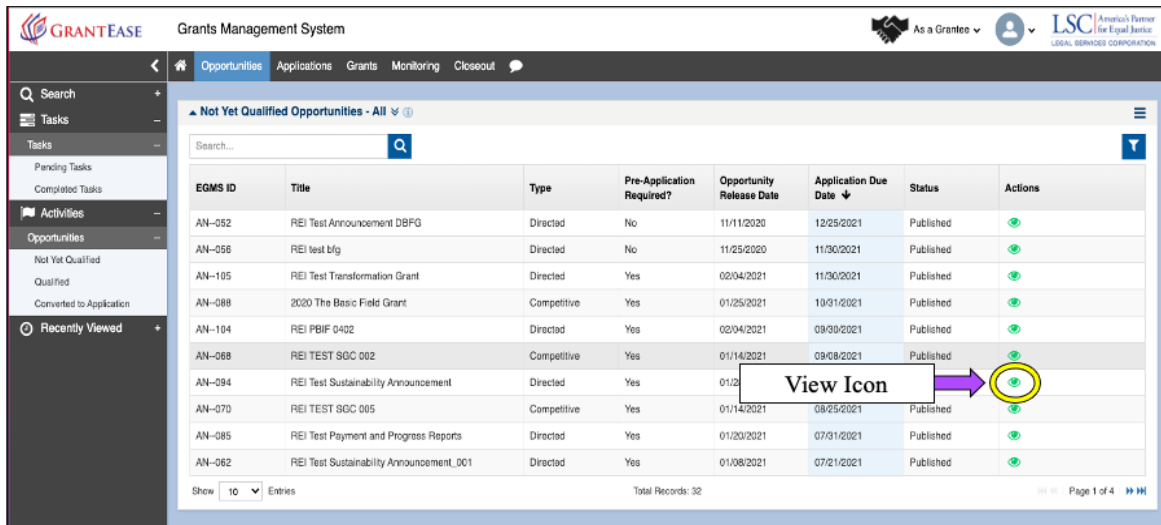 GRANTEASE
Grants Management System
As a Grantee
LSC America's Partner for Equal Justice
LEGAL SERVICES CORPORATION
Opportunities Applications Grants Monitoring Closeout
Search +
Tasks –
Tasks –
Pending Tasks
Completed Tasks
Activities –
Opportunities –
Not Yet Qualified
Qualified
Converted to Application
Recently Viewed +
Not Yet Qualified Opportunities - All
Search...
EGMS ID Title Type Pre-Application Required? Opportunity Release Date Application Due Date Status Actions
AN--052 REI Test Announcement DBFG Directed No 11/11/2020 12/25/2021 Published
AN--056 REI test bfg Directed No 11/25/2020 11/30/2021 Published
AN--105 REI Test Transformation Grant Directed Yes 02/04/2021 11/30/2021 Published
AN--088 2020 The Basic Field Grant Competitive Yes 01/25/2021 10/31/2021 Published
AN--104 REI PBIF 0402 Directed Yes 02/04/2021 09/30/2021 Published
AN--068 REI TEST SGC 002 Competitive Yes 01/14/2021 09/08/2021 Published
AN--094 REI Test Sustainability Announcement Directed Yes 01/2
View Icon
AN--070 REI TEST SGC 005 Competitive Yes 01/14/2021 08/25/2021 Published
AN--085 REI Test Payment and Progress Reports Directed Yes 01/20/2021 07/31/2021 Published
AN--062 REI Test Sustainability Announcement_001 Directed Yes 01/08/2021 07/21/2021 Published
Show 10 Entries Total Records: 32 Page 1 of 4